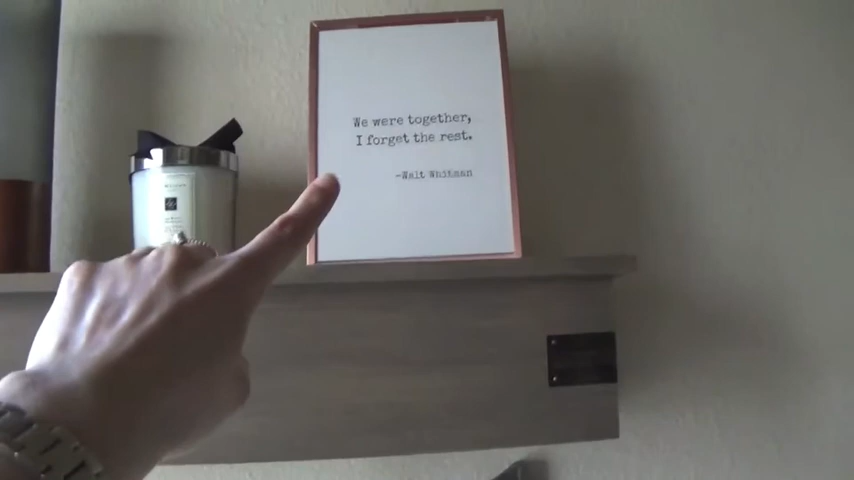 We were together,
I forget the rest.
-Walt Whitman